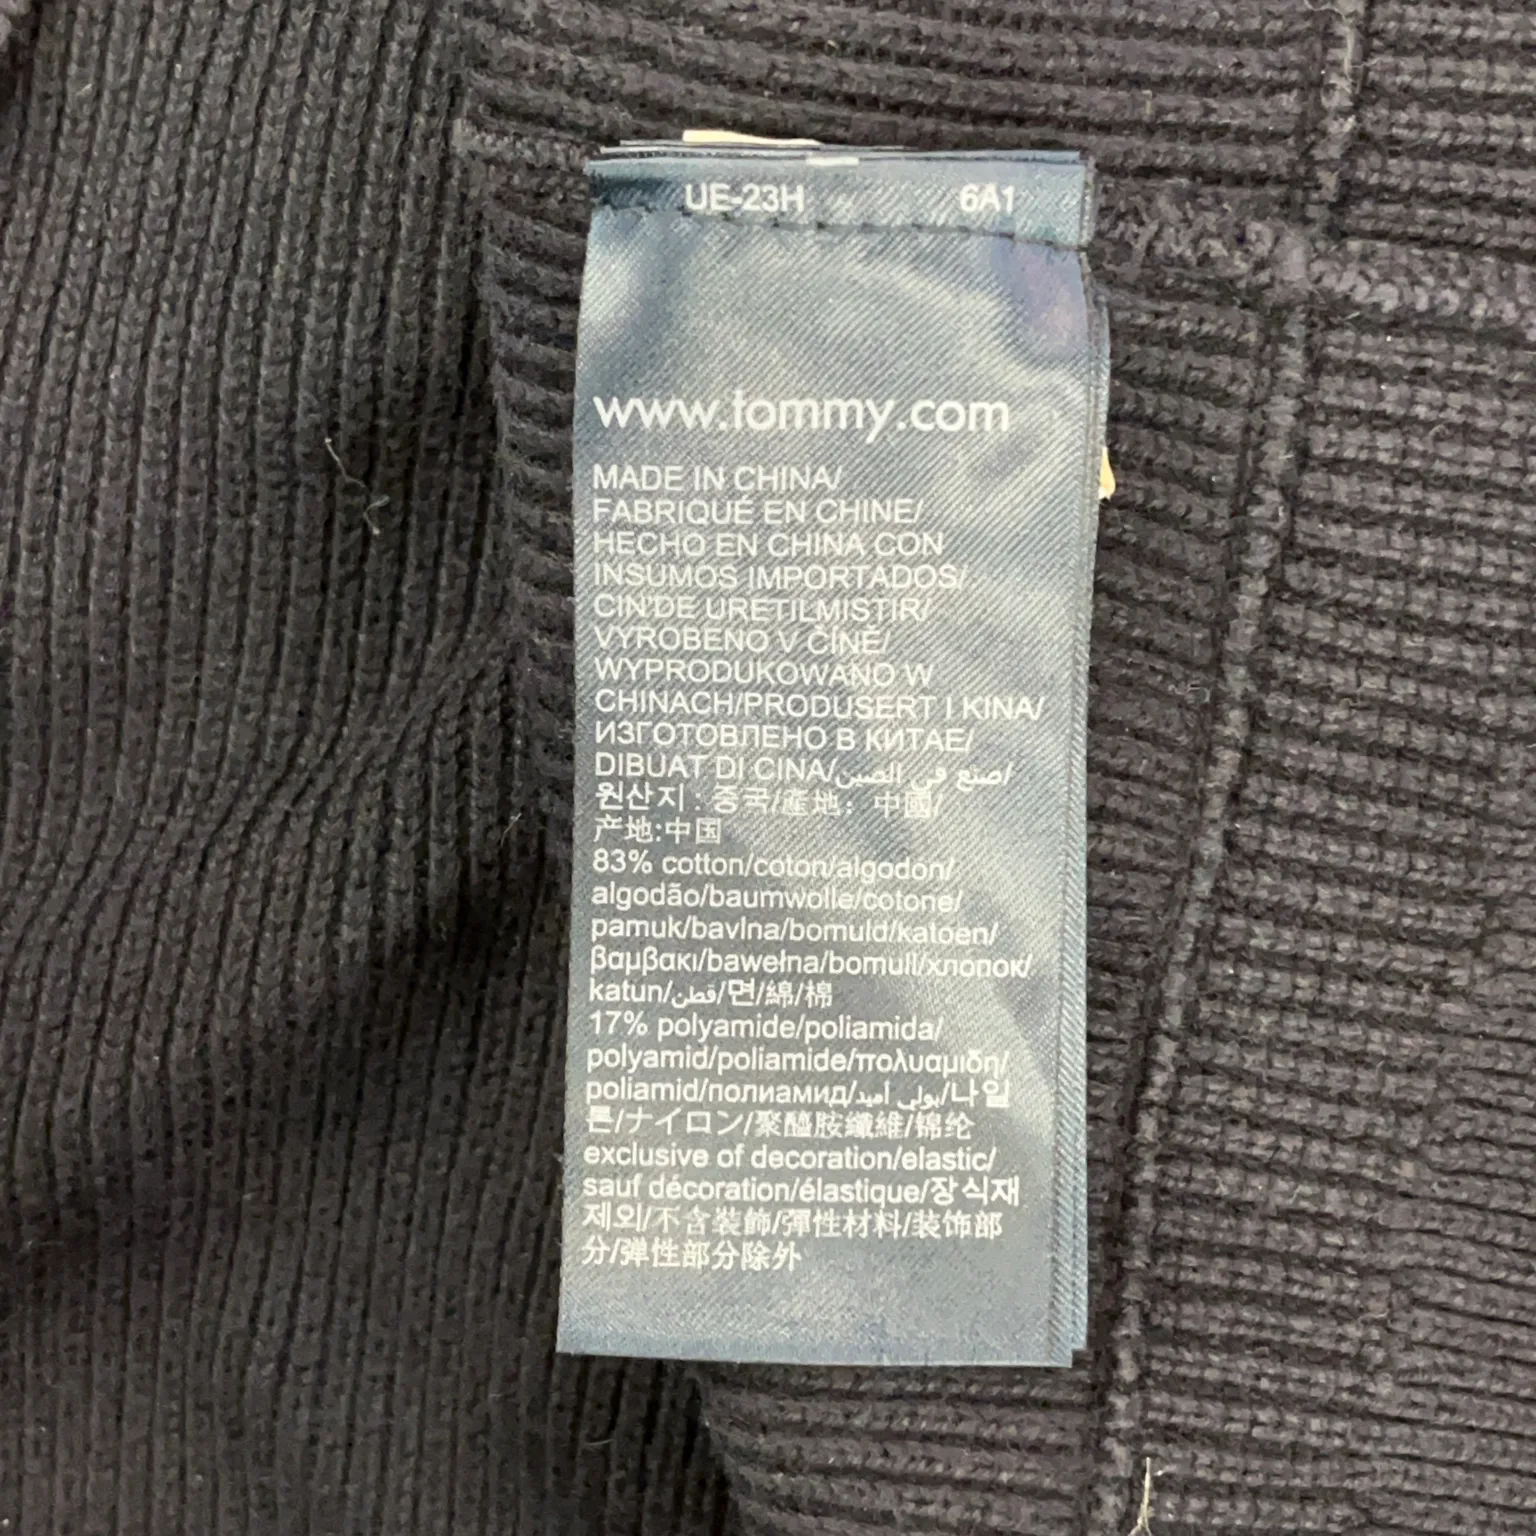 UE-23H 6A1
www.tommy.com
MADE IN CHINA/
FABRIQUÉ EN CHINE/
HECHO EN CHINA CON
INSUMOS IMPORTADOS/
CIN'DE URETILMISTIR/
VYROBENO V ČÍNĚ/
WYPRODUKOWANO W
CHINACH/PRODUSERT I KINA/
ИЗГОТОВЛЕНО В КИТАЕ/
DIBUAT DI CINA/صنع في الصين/
원산지 : 중국/產地：中國/
产地:中国
83% cotton/coton/algodon/
algodão/baumwolle/cotone/
pamuk/bavlna/bomuld/katoen/
βαμβακι/bawełna/bomull/хлопок/
katun/قطن/면/綿/棉
17% polyamide/poliamida/
polyamid/poliamide/πολυαμιδη/
poliamid/полиамид/بولي أميد/나일
론/ナイロン/聚醯胺纖維/锦纶
exclusive of decoration/elastic/
sauf décoration/élastique/장식재
제외/不含裝飾/彈性材料/装饰部
分/弹性部分除外